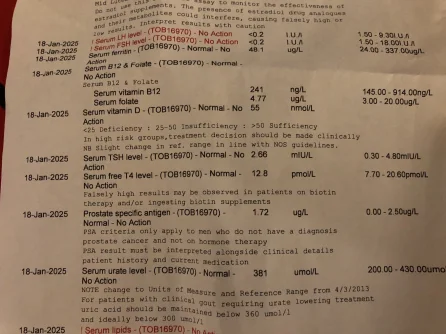 Mid Lute
Do not use this assay to monitor the effectiveness of
estradiol supplements. The presence of estradiol drug analogues
and their metabolites could interfere, causing falsely high or
low results. Interpret results with caution
! Serum LH level - (TOB16970) - No Action <0.2 I.U./l 1.50 - 9.30I.U./l
18-Jan-2025 ! Serum FSH level - (TOB16970) - No Action <0.2 I.U./l 1.50 - 18.00I.U./l
18-Jan-2025 Serum ferritin - (TOB16970) - Normal - No Action 48.1 ug/L 24.00 - 337.00ug/L
18-Jan-2025 Serum B12 & Folate - (TOB16970) - Normal -
No Action
Serum B12 & Folate
Serum vitamin B12 241 ng/L 145.00 - 914.00ng/L
Serum folate 4.77 ug/L 3.00 - 20.00ug/L
18-Jan-2025 Serum vitamin D - (TOB16970) - Normal - No 55 nmol/L
Action
<25 Deficiency : 25-50 Insufficiency : >50 Sufficiency
In high risk groups, treatment decision should be made clinically
NB Slight change in ref. range in line with NOS guidelines.
18-Jan-2025 Serum TSH level - (TOB16970) - Normal - No 2.66 mIU/L 0.30 - 4.80mIU/L
Action
18-Jan-2025 Serum free T4 level - (TOB16970) - Normal - 12.8 pmol/L 7.70 - 20.60pmol/L
No Action
Falsely high results may be observed in patients on biotin
therapy and/or ingesting biotin supplements
18-Jan-2025 Prostate specific antigen - (TOB16970) - 1.72 ug/L 0.00 - 2.50ug/L
Normal - No Action
PSA criteria only apply to men who do not have a diagnosis
prostate cancer and not on hormone therapy
PSA result must be interpreted alongside clinical details
patient history and current medication
18-Jan-2025 Serum urate level - (TOB16970) - Normal - 381 umol/L 200.00 - 430.00umol
No Action
NOTE change to Units of Measure and Reference Range from 4/3/2013
For patients with clinical gout requiring urate lowering treatment
uric acid should be maintained below 360 umol/l
and ideally below 300 umol/l
18-Jan-2025 ! Serum lipids - (TOB16970) - No